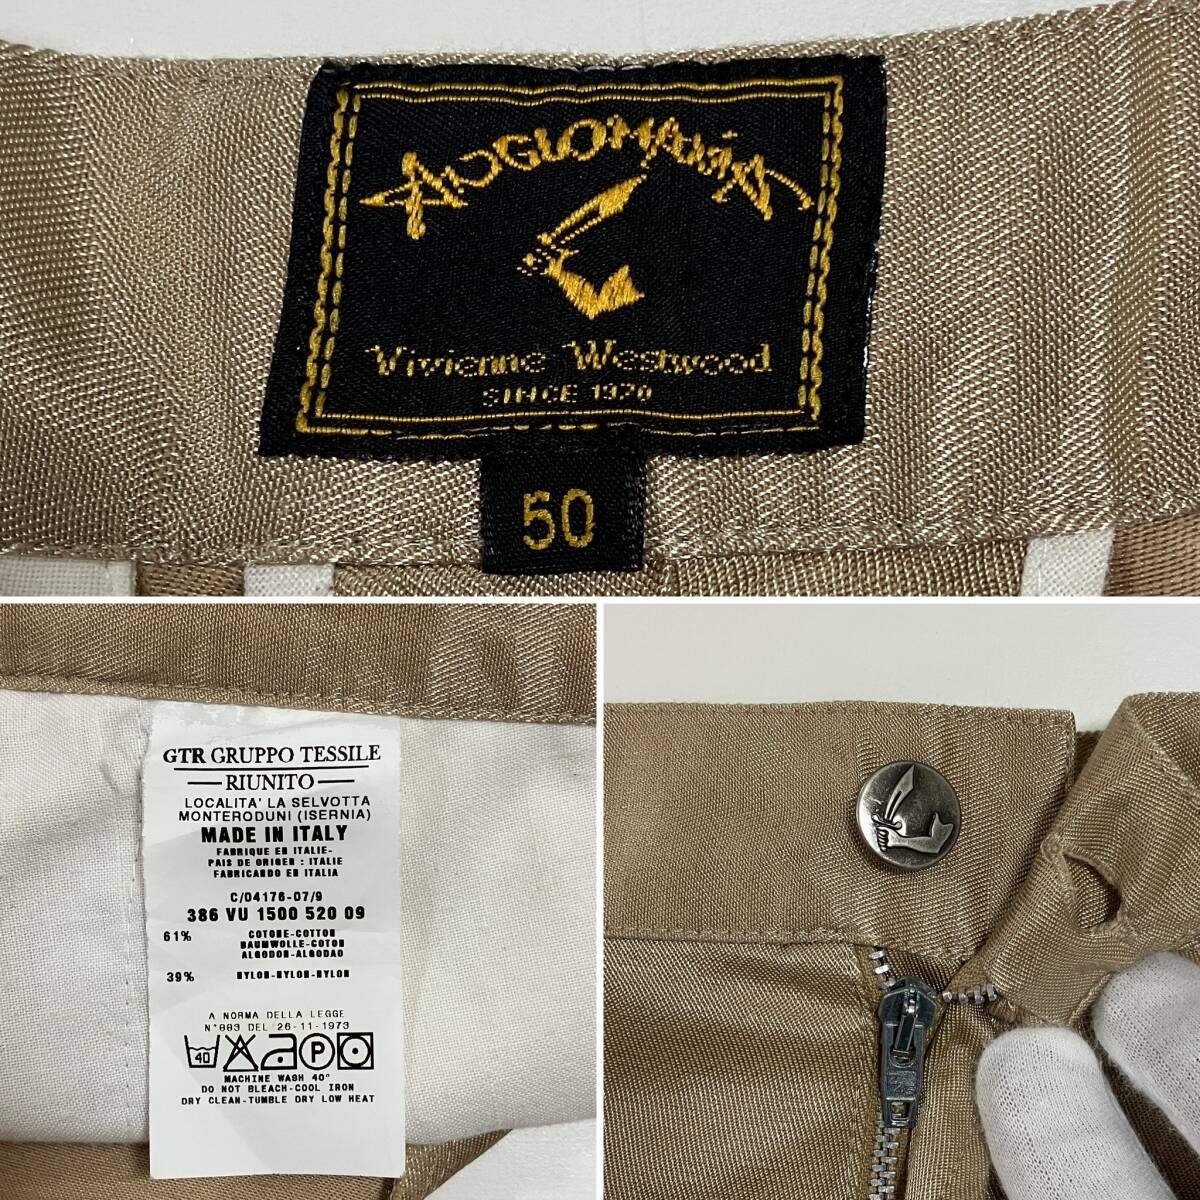 ANGLOMANIA
Vivienne Westwood
SINCE 1970
50
GTR GRUPPO TESSILE
RIUNITO
LOCALITA' LA SELVOTTA
MONTERODUNI (ISERNIA)
MADE IN ITALY
FABRIQUE EN ITALIE-
PAIS DE ORIGEN : ITALIE
FABRICANDO EN ITALIA
C/04176-07/9
386 VU 1500 520 09
61% COTONE-COTTON
BAUMWOLLE-COTON
ALGODON-ALGODAO
39% NYLON-NYLON-NYLON
A NORMA DELLA LEGGE
N°883 DEL 26-11-1973
40 P
MACHINE WASH 40°
DO NOT BLEACH-COOL IRON
DRY CLEAN-TUMBLE DRY LOW HEAT